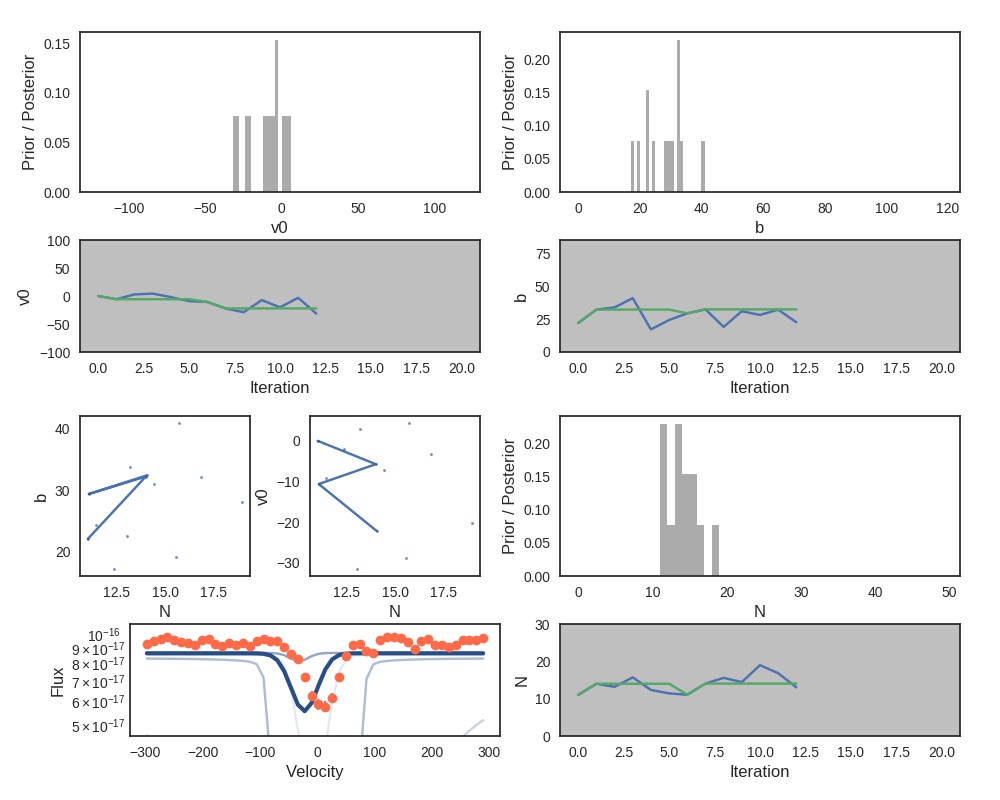 0.15
0.10
0.05
0.00
Prior / Posterior
−100 −50 0 50 100
v0
0.20
0.15
0.10
0.05
0.00
Prior / Posterior
0 20 40 60 80 100 120
b
100
50
0
−50
−100
v0
0.0 2.5 5.0 7.5 10.0 12.5 15.0 17.5 20.0
Iteration
75
50
25
0
b
0.0 2.5 5.0 7.5 10.0 12.5 15.0 17.5 20.0
Iteration
40
30
20
b
12.5 15.0 17.5
N
0
−10
−20
−30
v0
12.5 15.0 17.5
N
0.20
0.15
0.10
0.05
0.00
Prior / Posterior
0 10 20 30 40 50
N
10⁻¹⁶
9×10⁻¹⁷
8×10⁻¹⁷
7×10⁻¹⁷
6×10⁻¹⁷
5×10⁻¹⁷
Flux
−300 −200 −100 0 100 200 300
Velocity
30
20
10
0
N
0.0 2.5 5.0 7.5 10.0 12.5 15.0 17.5 20.0
Iteration